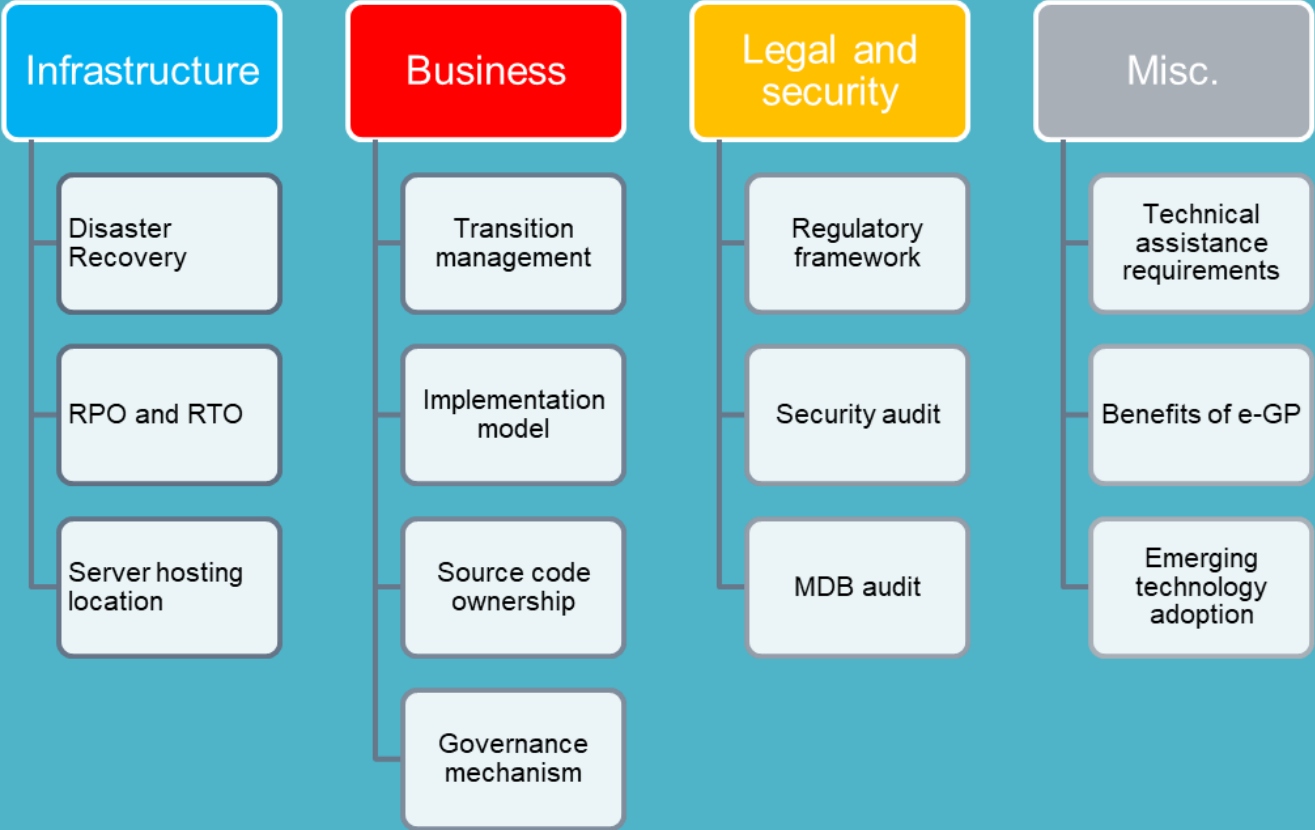 Infrastructure
Disaster
Recovery
RPO and RTO
Server hosting
location
Business
Transition
management
Implementation
model
Source code
ownership
Governance
mechanism
Legal and
security
Regulatory
framework
Security audit
MDB audit
Misc.
Technical
assistance
requirements
Benefits of e-GP
Emerging
technology
adoption